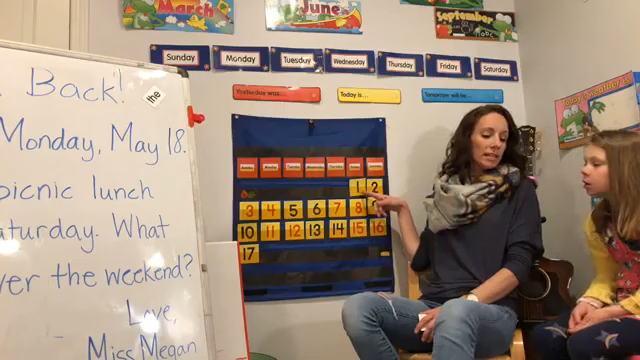 March
June
September
Sunday
Monday
Tuesday
Wednesday
Thursday
Friday
Saturday
Yesterday was...
Today is...
Tomorrow will be...
Back!
the
Monday, May 18.
picnic lunch
aturday. What
ver the weekend?
Love,
Miss Megan
1 2
3 4 5 6 7 8
10 11 12 13 14 15 16
17